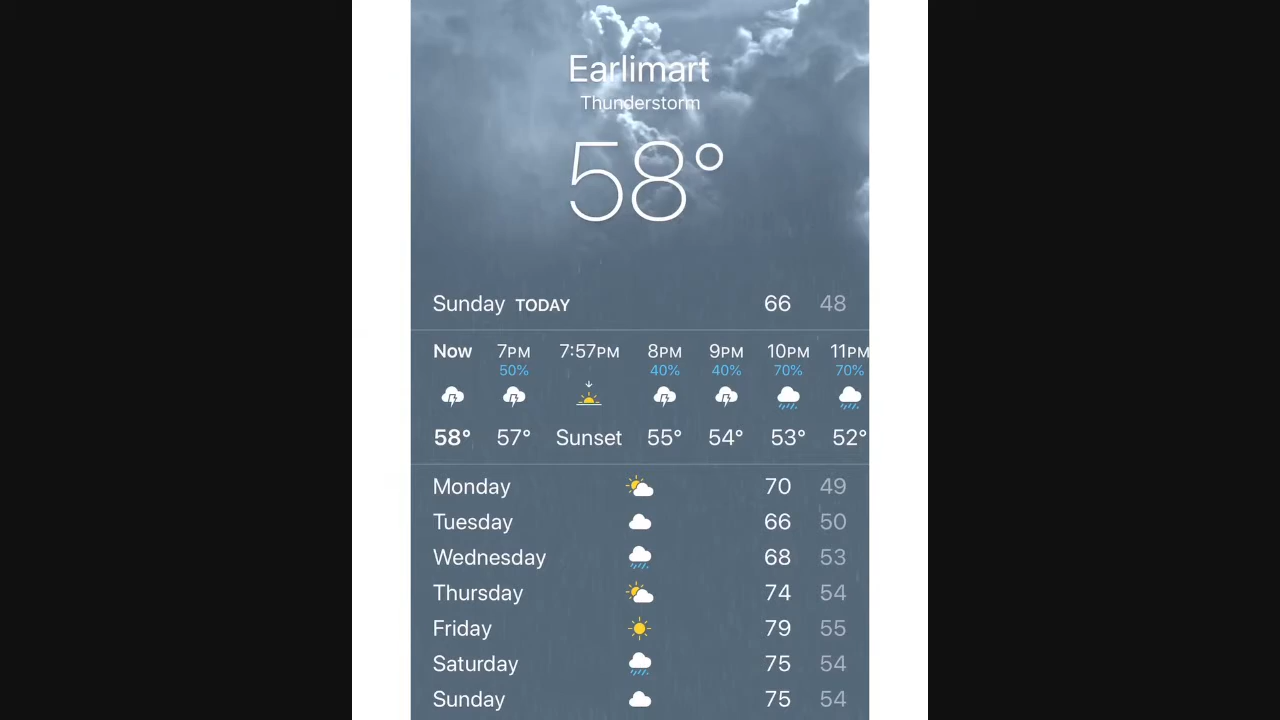 Earlimart
Thunderstorm
58°
Sunday TODAY 66 48
Now 7PM 7:57PM 8PM 9PM 10PM 11PM
50% 40% 40% 70% 70%
58° 57° Sunset 55° 54° 53° 52°
Monday 70 49
Tuesday 66 50
Wednesday 68 53
Thursday 74 54
Friday 79 55
Saturday 75 54
Sunday 75 54